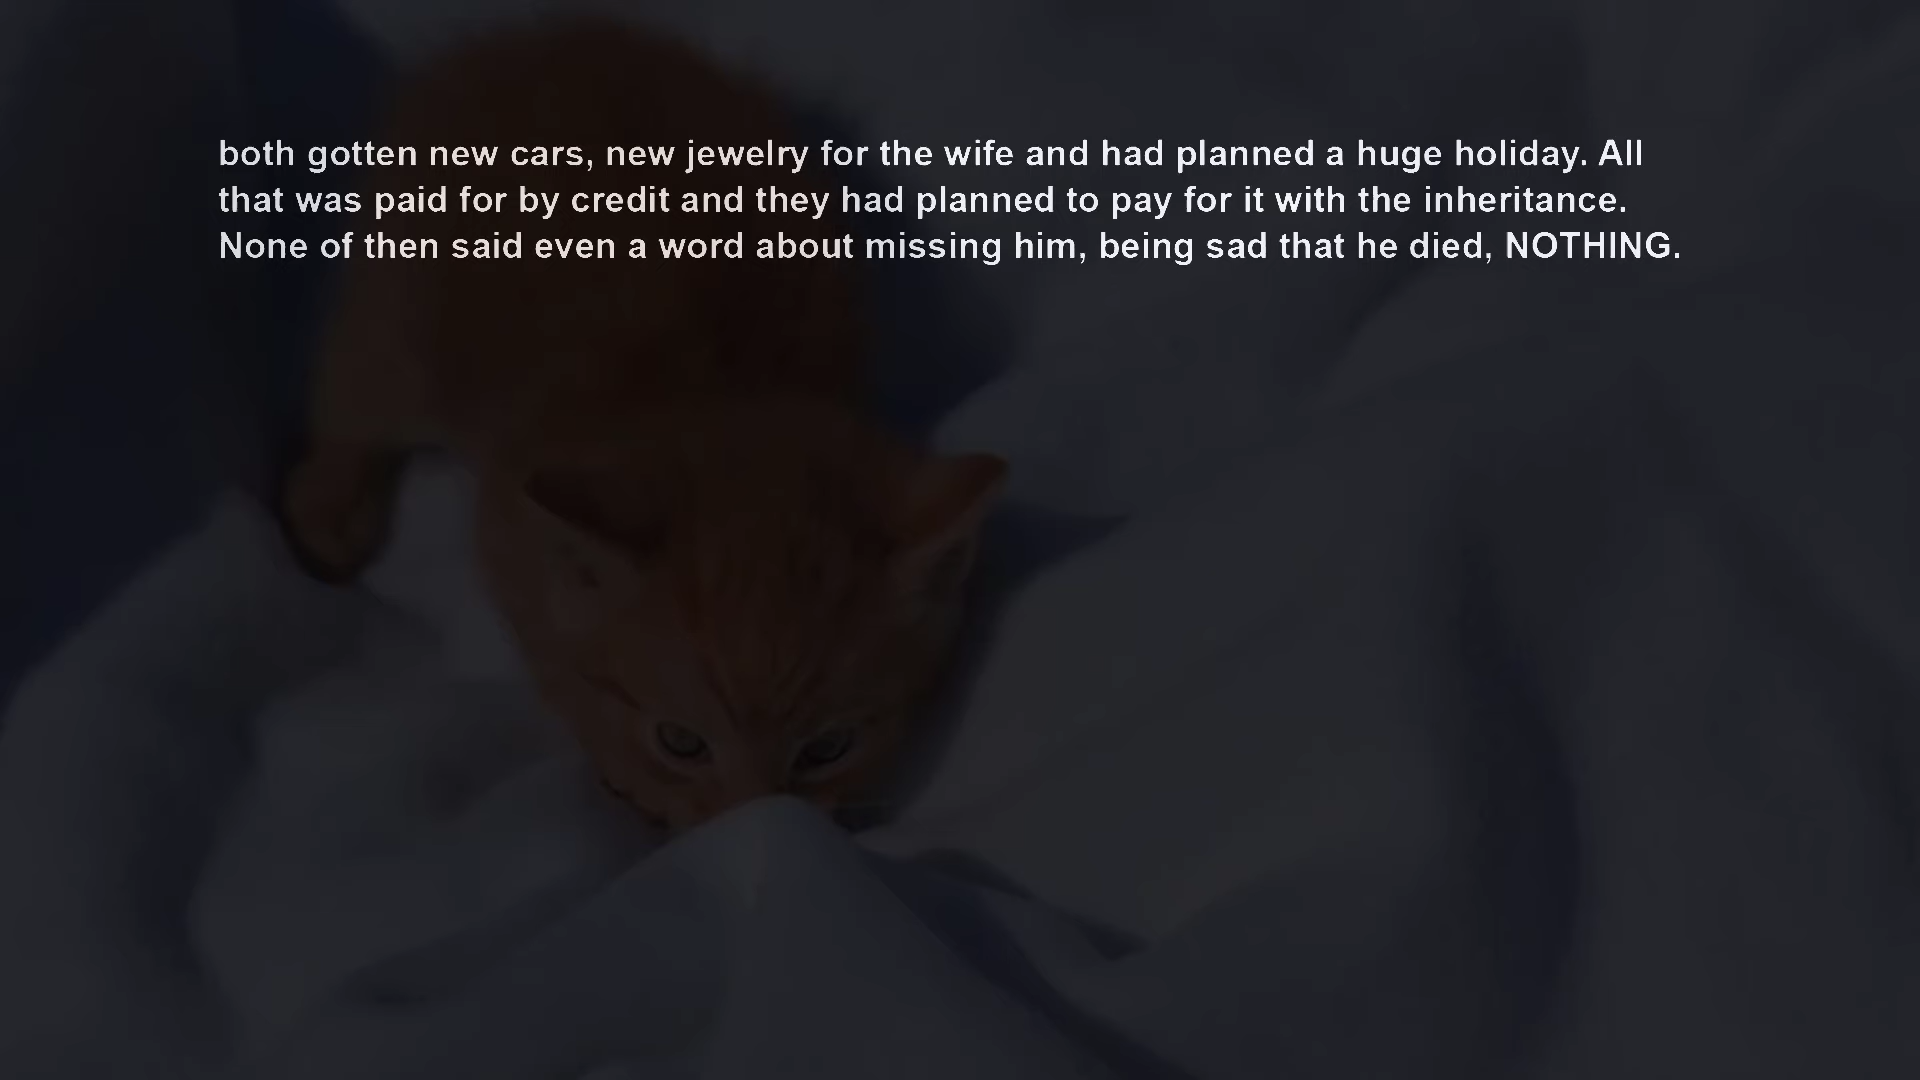 both gotten new cars, new jewelry for the wife and had planned a huge holiday. All
that was paid for by credit and they had planned to pay for it with the inheritance.
None of then said even a word about missing him, being sad that he died, NOTHING.